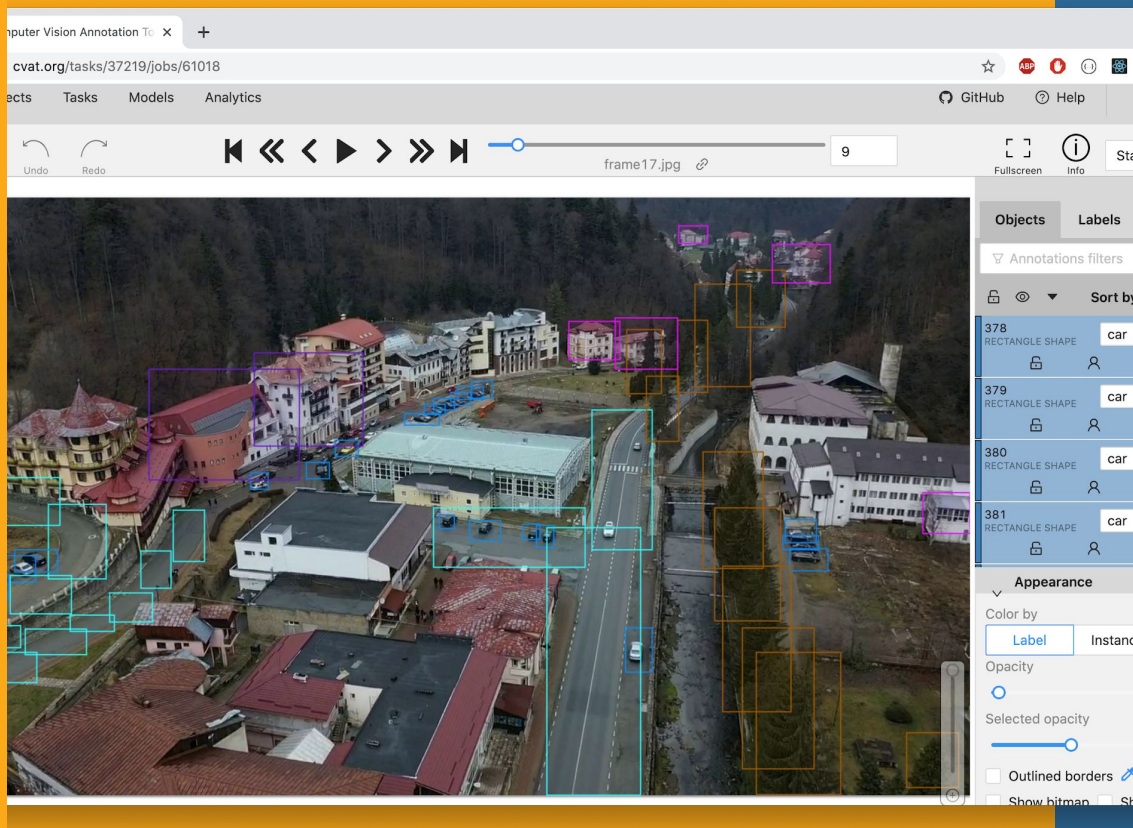 mputer Vision Annotation To
cvat.org/tasks/37219/jobs/61018
ABP
ects Tasks Models Analytics GitHub Help
Undo Redo frame17.jpg 9 Fullscreen Info Sta
Objects Labels
Annotations filters
Sort by
378 car
RECTANGLE SHAPE
379 car
RECTANGLE SHAPE
380 car
RECTANGLE SHAPE
381 car
RECTANGLE SHAPE
Appearance
Color by
Label Instanc
Opacity
Selected opacity
Outlined borders
Show bitmap Sh